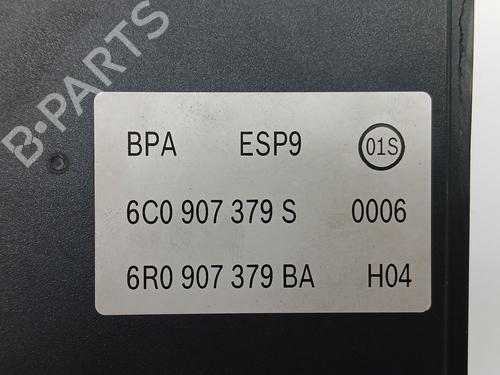 B·PARTS
BPA ESP9 01S
6C0 907 379 S 0006
6R0 907 379 BA H04